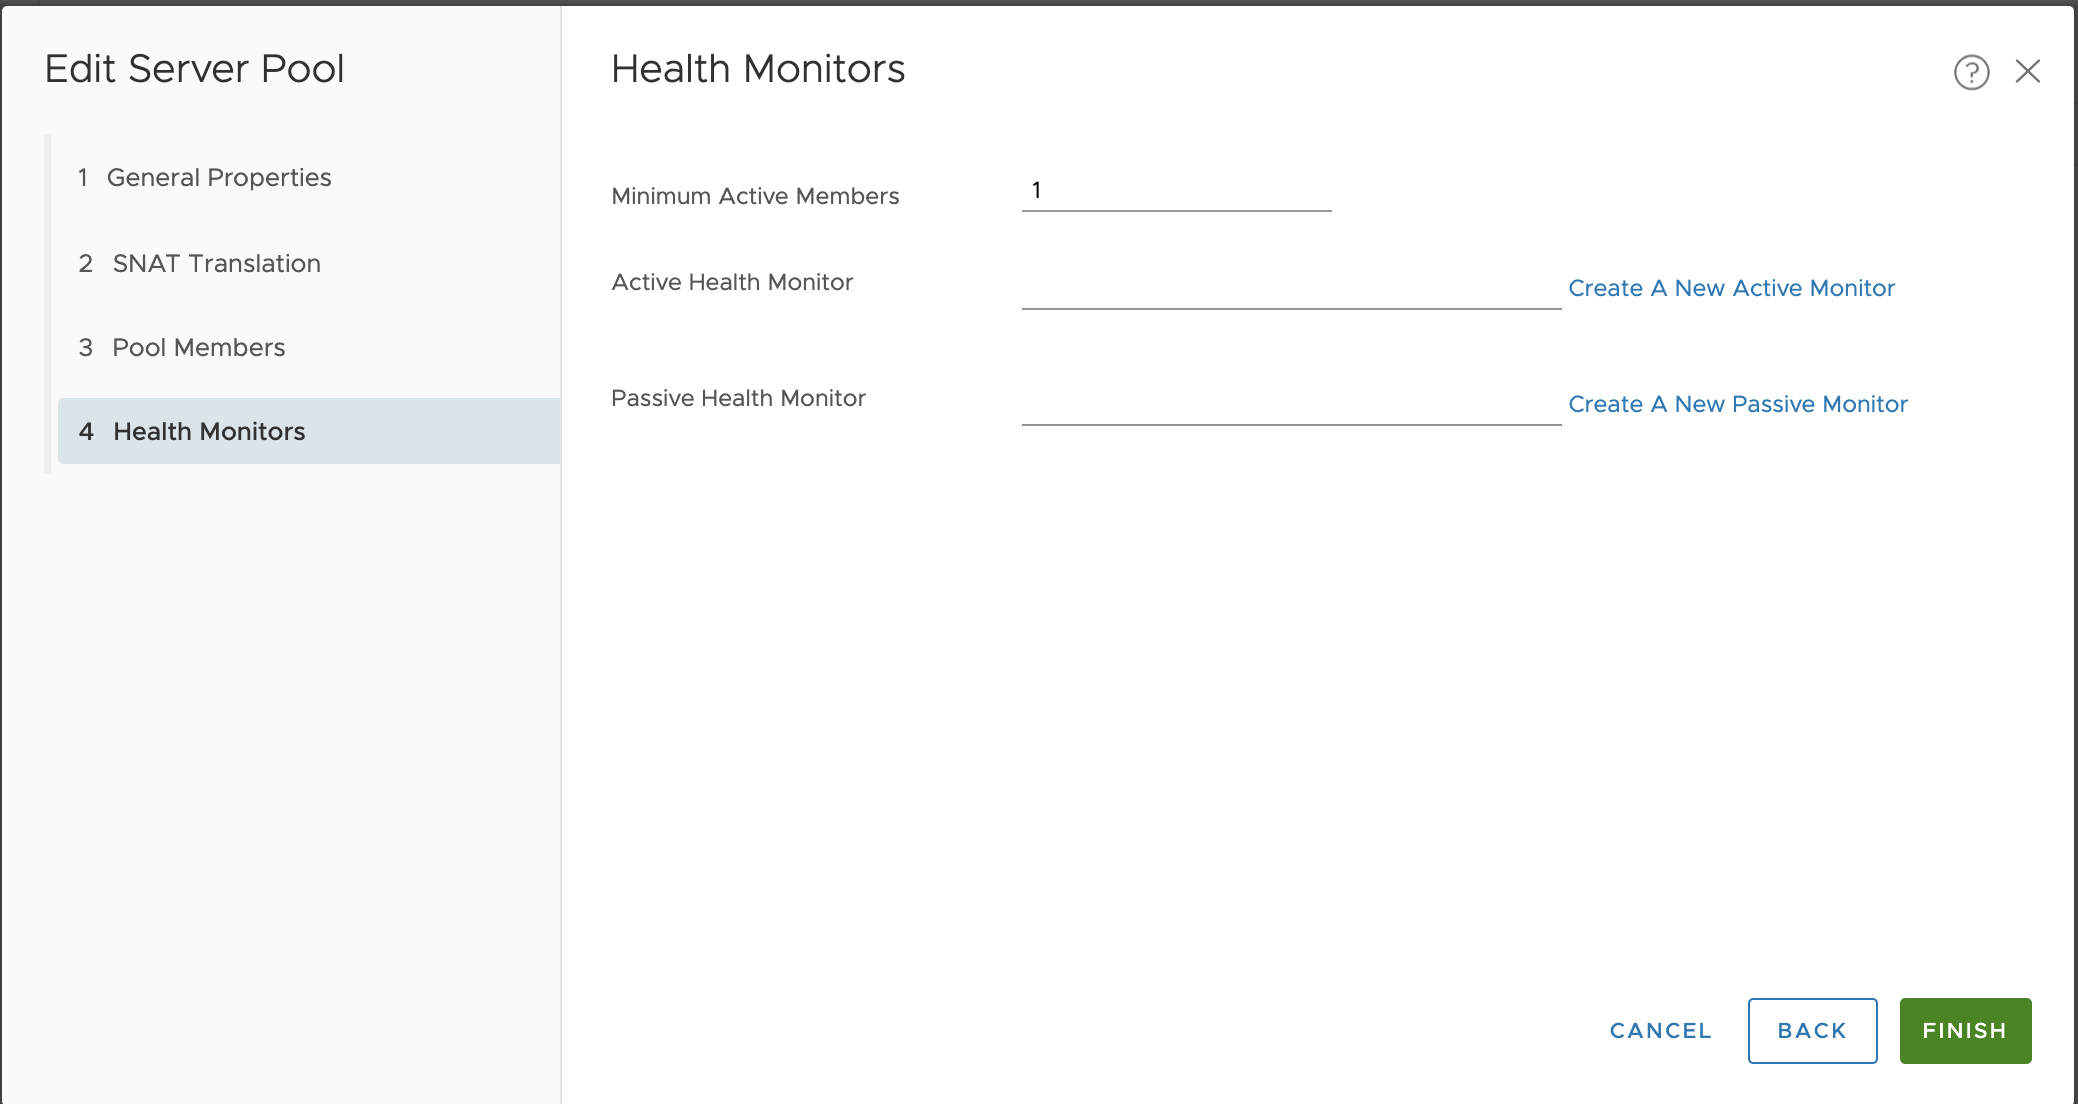 Edit Server Pool
1 General Properties
2 SNAT Translation
3 Pool Members
4 Health Monitors
Health Monitors
?
Minimum Active Members 1
Active Health Monitor Create A New Active Monitor
Passive Health Monitor Create A New Passive Monitor
CANCEL BACK FINISH